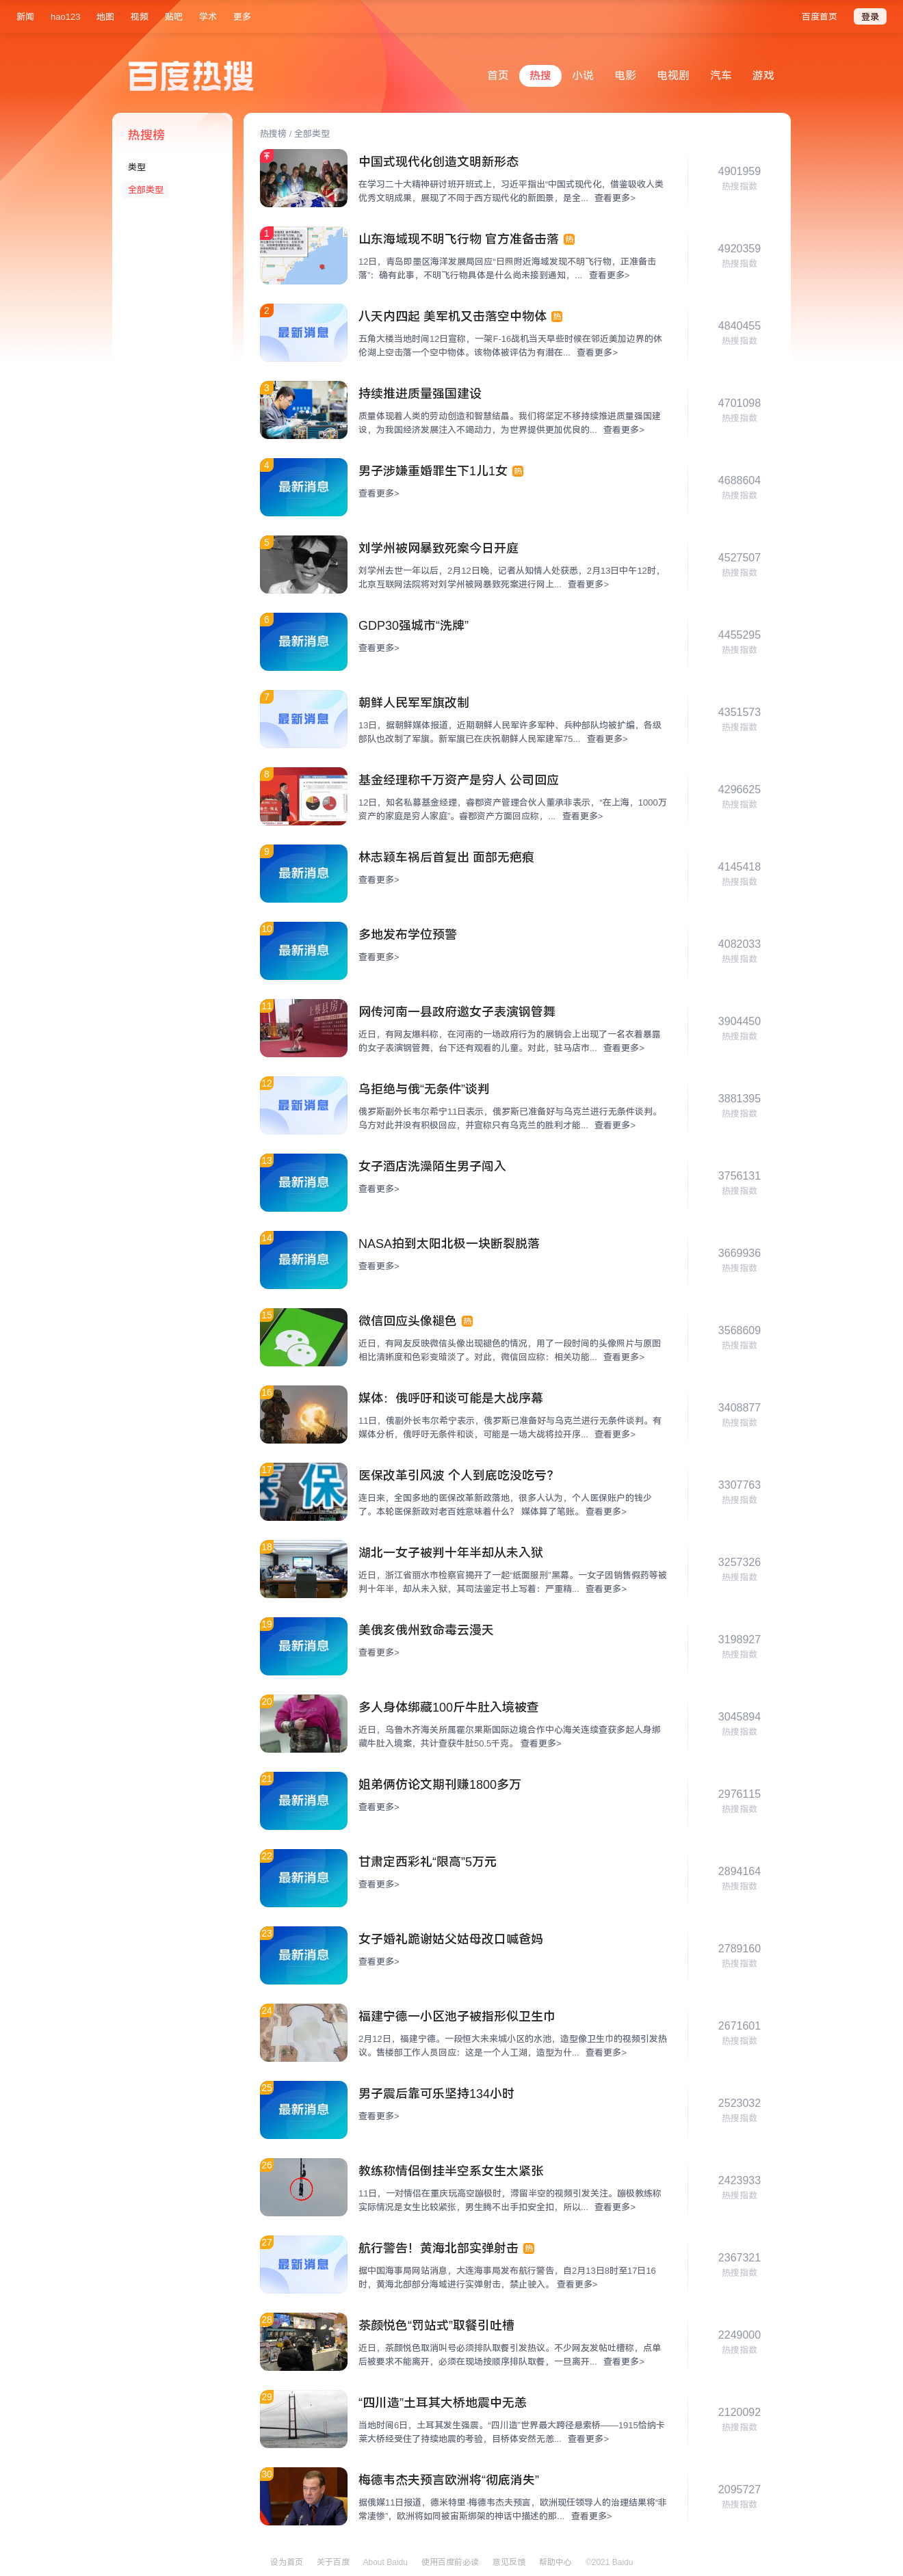 新闻 hao123 地图 视频 贴吧 学术 更多 百度首页 登录
百度热搜
首页 热搜 小说 电影 电视剧 汽车 游戏
热搜榜
类型
全部类型
热搜榜 / 全部类型
中国式现代化创造文明新形态
在学习二十大精神研讨班开班式上，习近平指出“中国式现代化，借鉴吸收人类
优秀文明成果，展现了不同于西方现代化的新图景，是全... 查看更多>
4901959
热搜指数
1
山东海域现不明飞行物 官方准备击落 热
12日，青岛即墨区海洋发展局回应“日照附近海域发现不明飞行物，正准备击
落”：确有此事，不明飞行物具体是什么尚未接到通知，... 查看更多>
4920359
热搜指数
2
最新消息
八天内四起 美军机又击落空中物体 热
五角大楼当地时间12日宣称，一架F-16战机当天早些时候在邻近美加边界的休
伦湖上空击落一个空中物体。该物体被评估为有潜在... 查看更多>
4840455
热搜指数
3
持续推进质量强国建设
质量体现着人类的劳动创造和智慧结晶。我们将坚定不移持续推进质量强国建
设，为我国经济发展注入不竭动力，为世界提供更加优良的... 查看更多>
4701098
热搜指数
4
最新消息
男子涉嫌重婚罪生下1儿1女 热
查看更多>
4688604
热搜指数
5
刘学州被网暴致死案今日开庭
刘学州去世一年以后，2月12日晚，记者从知情人处获悉，2月13日中午12时，
北京互联网法院将对刘学州被网暴致死案进行网上... 查看更多>
4527507
热搜指数
6
最新消息
GDP30强城市“洗牌”
查看更多>
4455295
热搜指数
7
最新消息
朝鲜人民军军旗改制
13日，据朝鲜媒体报道，近期朝鲜人民军许多军种、兵种部队均被扩编，各级
部队也改制了军旗。新军旗已在庆祝朝鲜人民军建军75... 查看更多>
4351573
热搜指数
8
基金经理称千万资产是穷人 公司回应
12日，知名私募基金经理，睿郡资产管理合伙人董承非表示，“在上海，1000万
资产的家庭是穷人家庭”。睿郡资产方面回应称，... 查看更多>
4296625
热搜指数
9
最新消息
林志颖车祸后首复出 面部无疤痕
查看更多>
4145418
热搜指数
10
最新消息
多地发布学位预警
查看更多>
4082033
热搜指数
11
网传河南一县政府邀女子表演钢管舞
近日，有网友爆料称，在河南的一场政府行为的展销会上出现了一名衣着暴露
的女子表演钢管舞，台下还有观看的儿童。对此，驻马店市... 查看更多>
3904450
热搜指数
12
最新消息
乌拒绝与俄“无条件”谈判
俄罗斯副外长韦尔希宁11日表示，俄罗斯已准备好与乌克兰进行无条件谈判。
乌方对此并没有积极回应，并宣称只有乌克兰的胜利才能... 查看更多>
3881395
热搜指数
13
最新消息
女子酒店洗澡陌生男子闯入
查看更多>
3756131
热搜指数
14
最新消息
NASA拍到太阳北极一块断裂脱落
查看更多>
3669936
热搜指数
15
微信回应头像褪色 热
近日，有网友反映微信头像出现褪色的情况，用了一段时间的头像照片与原图
相比清晰度和色彩变暗淡了。对此，微信回应称：相关功能... 查看更多>
3568609
热搜指数
16
媒体：俄呼吁和谈可能是大战序幕
11日，俄副外长韦尔希宁表示，俄罗斯已准备好与乌克兰进行无条件谈判。有
媒体分析，俄呼吁无条件和谈，可能是一场大战将拉开序... 查看更多>
3408877
热搜指数
17
医保
医保改革引风波 个人到底吃没吃亏？
连日来，全国多地的医保改革新政落地，很多人认为，个人医保账户的钱少
了。本轮医保新政对老百姓意味着什么？ 媒体算了笔账。 查看更多>
3307763
热搜指数
18
湖北一女子被判十年半却从未入狱
近日，浙江省丽水市检察官揭开了一起“纸面服刑”黑幕。一女子因销售假药等被
判十年半，却从未入狱，其司法鉴定书上写着：严重精... 查看更多>
3257326
热搜指数
19
最新消息
美俄亥俄州致命毒云漫天
查看更多>
3198927
热搜指数
20
多人身体绑藏100斤牛肚入境被查
近日，乌鲁木齐海关所属霍尔果斯国际边境合作中心海关连续查获多起人身绑
藏牛肚入境案，共计查获牛肚50.5千克。 查看更多>
3045894
热搜指数
21
最新消息
姐弟俩仿论文期刊赚1800多万
查看更多>
2976115
热搜指数
22
最新消息
甘肃定西彩礼“限高”5万元
查看更多>
2894164
热搜指数
23
最新消息
女子婚礼跪谢姑父姑母改口喊爸妈
查看更多>
2789160
热搜指数
24
福建宁德一小区池子被指形似卫生巾
2月12日，福建宁德。一段恒大未来城小区的水池，造型像卫生巾的视频引发热
议。售楼部工作人员回应：这是一个人工湖，造型为什... 查看更多>
2671601
热搜指数
25
最新消息
男子震后靠可乐坚持134小时
查看更多>
2523032
热搜指数
26
教练称情侣倒挂半空系女生太紧张
11日，一对情侣在重庆玩高空蹦极时，滞留半空的视频引发关注。蹦极教练称
实际情况是女生比较紧张，男生腾不出手扣安全扣，所以... 查看更多>
2423933
热搜指数
27
最新消息
航行警告！黄海北部实弹射击 热
据中国海事局网站消息，大连海事局发布航行警告，自2月13日8时至17日16
时，黄海北部部分海域进行实弹射击，禁止驶入。 查看更多>
2367321
热搜指数
28
茶颜悦色“罚站式”取餐引吐槽
近日，茶颜悦色取消叫号必须排队取餐引发热议。不少网友发帖吐槽称，点单
后被要求不能离开，必须在现场按顺序排队取餐，一旦离开... 查看更多>
2249000
热搜指数
29
“四川造”土耳其大桥地震中无恙
当地时间6日，土耳其发生强震。“四川造”世界最大跨径悬索桥——1915恰纳卡
莱大桥经受住了持续地震的考验，目桥体安然无恙... 查看更多>
2120092
热搜指数
30
梅德韦杰夫预言欧洲将“彻底消失”
据俄媒11日报道，德米特里·梅德韦杰夫预言，欧洲现任领导人的治理结果将“非
常凄惨”，欧洲将如同被宙斯绑架的神话中描述的那... 查看更多>
2095727
热搜指数
设为首页 关于百度 About Baidu 使用百度前必读 意见反馈 帮助中心 ©2021 Baidu